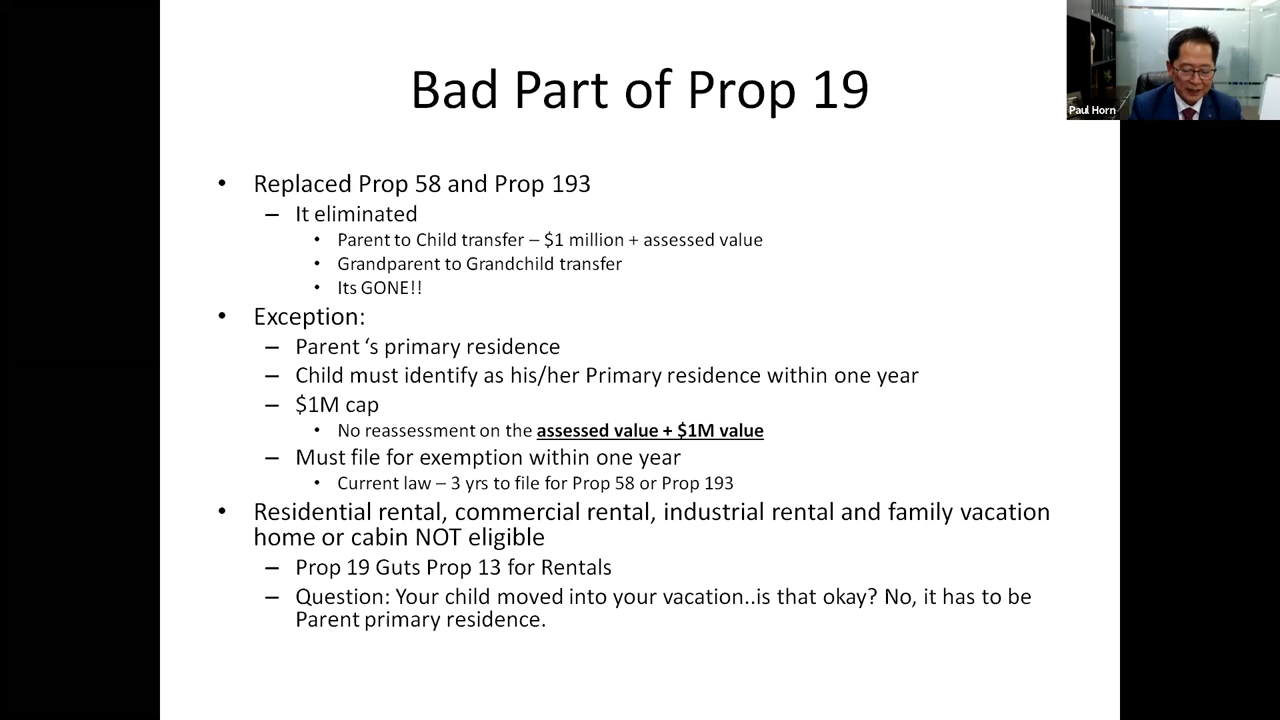 Bad Part of Prop 19
Paul Horn
• Replaced Prop 58 and Prop 193
– It eliminated
• Parent to Child transfer – $1 million + assessed value
• Grandparent to Grandchild transfer
• Its GONE!!
• Exception:
– Parent ‘s primary residence
– Child must identify as his/her Primary residence within one year
– $1M cap
• No reassessment on the assessed value + $1M value
– Must file for exemption within one year
• Current law – 3 yrs to file for Prop 58 or Prop 193
• Residential rental, commercial rental, industrial rental and family vacation
home or cabin NOT eligible
– Prop 19 Guts Prop 13 for Rentals
– Question: Your child moved into your vacation..is that okay? No, it has to be
Parent primary residence.